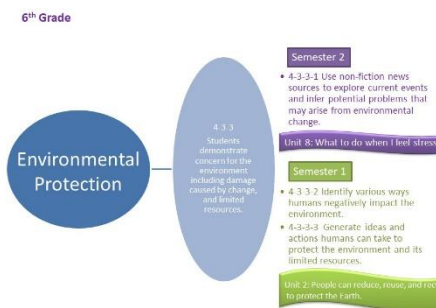 6th Grade
Environmental
Protection
4 3 3
Students
demonstrate
concern for the
environment
including damage
caused by change,
and limited
resources.
Semester 2
• 4-3-3-1 Use non-fiction news
sources to explore current events
and infer potential problems that
may arise from environmental
change.
Unit 8: What to do when I feel stress
Semester 1
• 4 3 3-2 Identify various ways
humans negatively impact the
environment.
• 4-3-3-3 Generate ideas and
actions humans can take to
protect the environment and its
limited resources.
Unit 2: People can reduce, reuse, and rec
to protect the Earth.